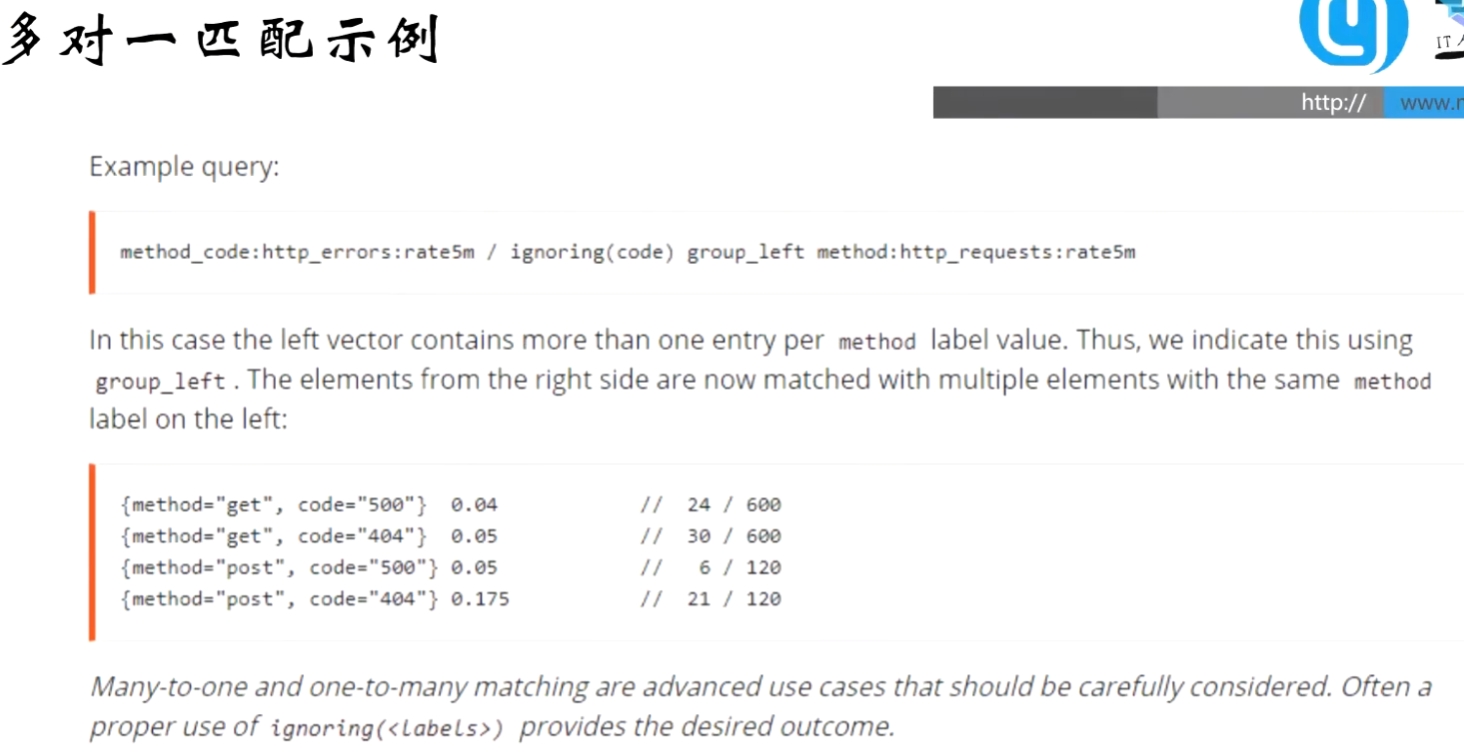 多对一匹配示例
IT
http:// www.
Example query:
method_code:http_errors:rate5m / ignoring(code) group_left method:http_requests:rate5m
In this case the left vector contains more than one entry per method label value. Thus, we indicate this using
group_left . The elements from the right side are now matched with multiple elements with the same method
label on the left:
{method="get", code="500"}  0.04            //  24 / 600
{method="get", code="404"}  0.05            //  30 / 600
{method="post", code="500"} 0.05            //   6 / 120
{method="post", code="404"} 0.175           //  21 / 120
Many-to-one and one-to-many matching are advanced use cases that should be carefully considered. Often a
proper use of ignoring(<labels>) provides the desired outcome.